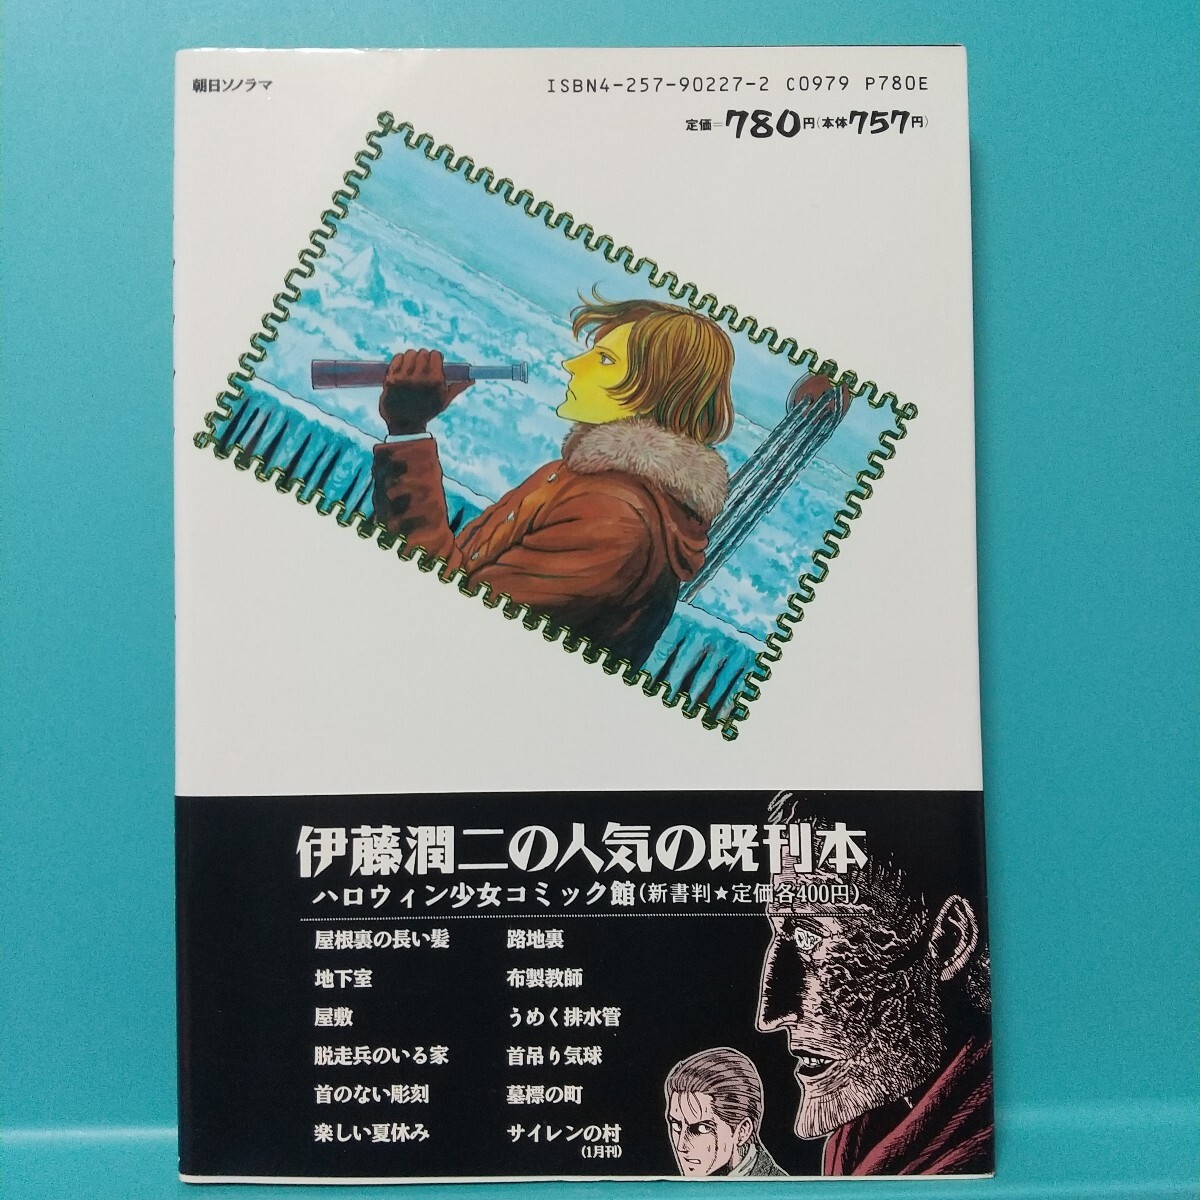 朝日ソノラマ
ISBN4-257-90227-2 C0979 P780E
定価=780円(本体757円)
伊藤潤二の人気の既刊本
ハロウィン少女コミック館(新書判★定価各400円)
屋根裏の長い髪
地下室
屋敷
脱走兵のいる家
首のない彫刻
楽しい夏休み
路地裏
布製教師
うめく排水管
首吊り気球
墓標の町
サイレンの村
(1月刊)